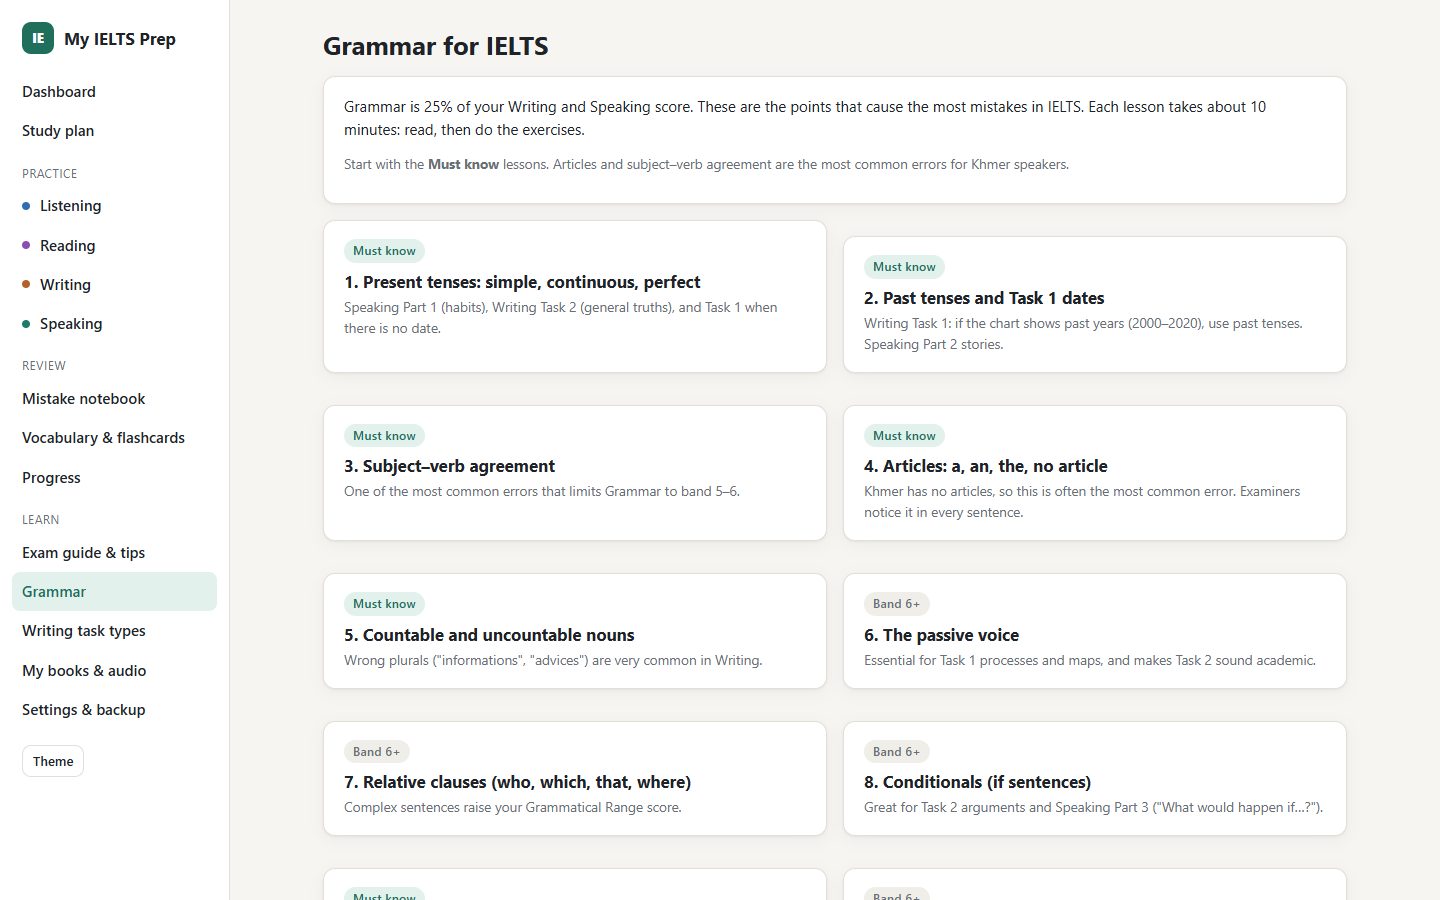 IE
My IELTS Prep
Dashboard
Study plan
PRACTICE
Listening
Reading
Writing
Speaking
REVIEW
Mistake notebook
Vocabulary & flashcards
Progress
LEARN
Exam guide & tips
Grammar
Writing task types
My books & audio
Settings & backup
Theme
Grammar for IELTS
Grammar is 25% of your Writing and Speaking score. These are the points that cause the most mistakes in IELTS. Each lesson takes about 10
minutes: read, then do the exercises.
Start with the Must know lessons. Articles and subject–verb agreement are the most common errors for Khmer speakers.
Must know
1. Present tenses: simple, continuous, perfect
Speaking Part 1 (habits), Writing Task 2 (general truths), and Task 1 when
there is no date.
Must know
2. Past tenses and Task 1 dates
Writing Task 1: if the chart shows past years (2000–2020), use past tenses.
Speaking Part 2 stories.
Must know
3. Subject–verb agreement
One of the most common errors that limits Grammar to band 5–6.
Must know
4. Articles: a, an, the, no article
Khmer has no articles, so this is often the most common error. Examiners
notice it in every sentence.
Must know
5. Countable and uncountable nouns
Wrong plurals ("informations", "advices") are very common in Writing.
Band 6+
6. The passive voice
Essential for Task 1 processes and maps, and makes Task 2 sound academic.
Band 6+
7. Relative clauses (who, which, that, where)
Complex sentences raise your Grammatical Range score.
Band 6+
8. Conditionals (if sentences)
Great for Task 2 arguments and Speaking Part 3 ("What would happen if...?").
Must know
Band 6+